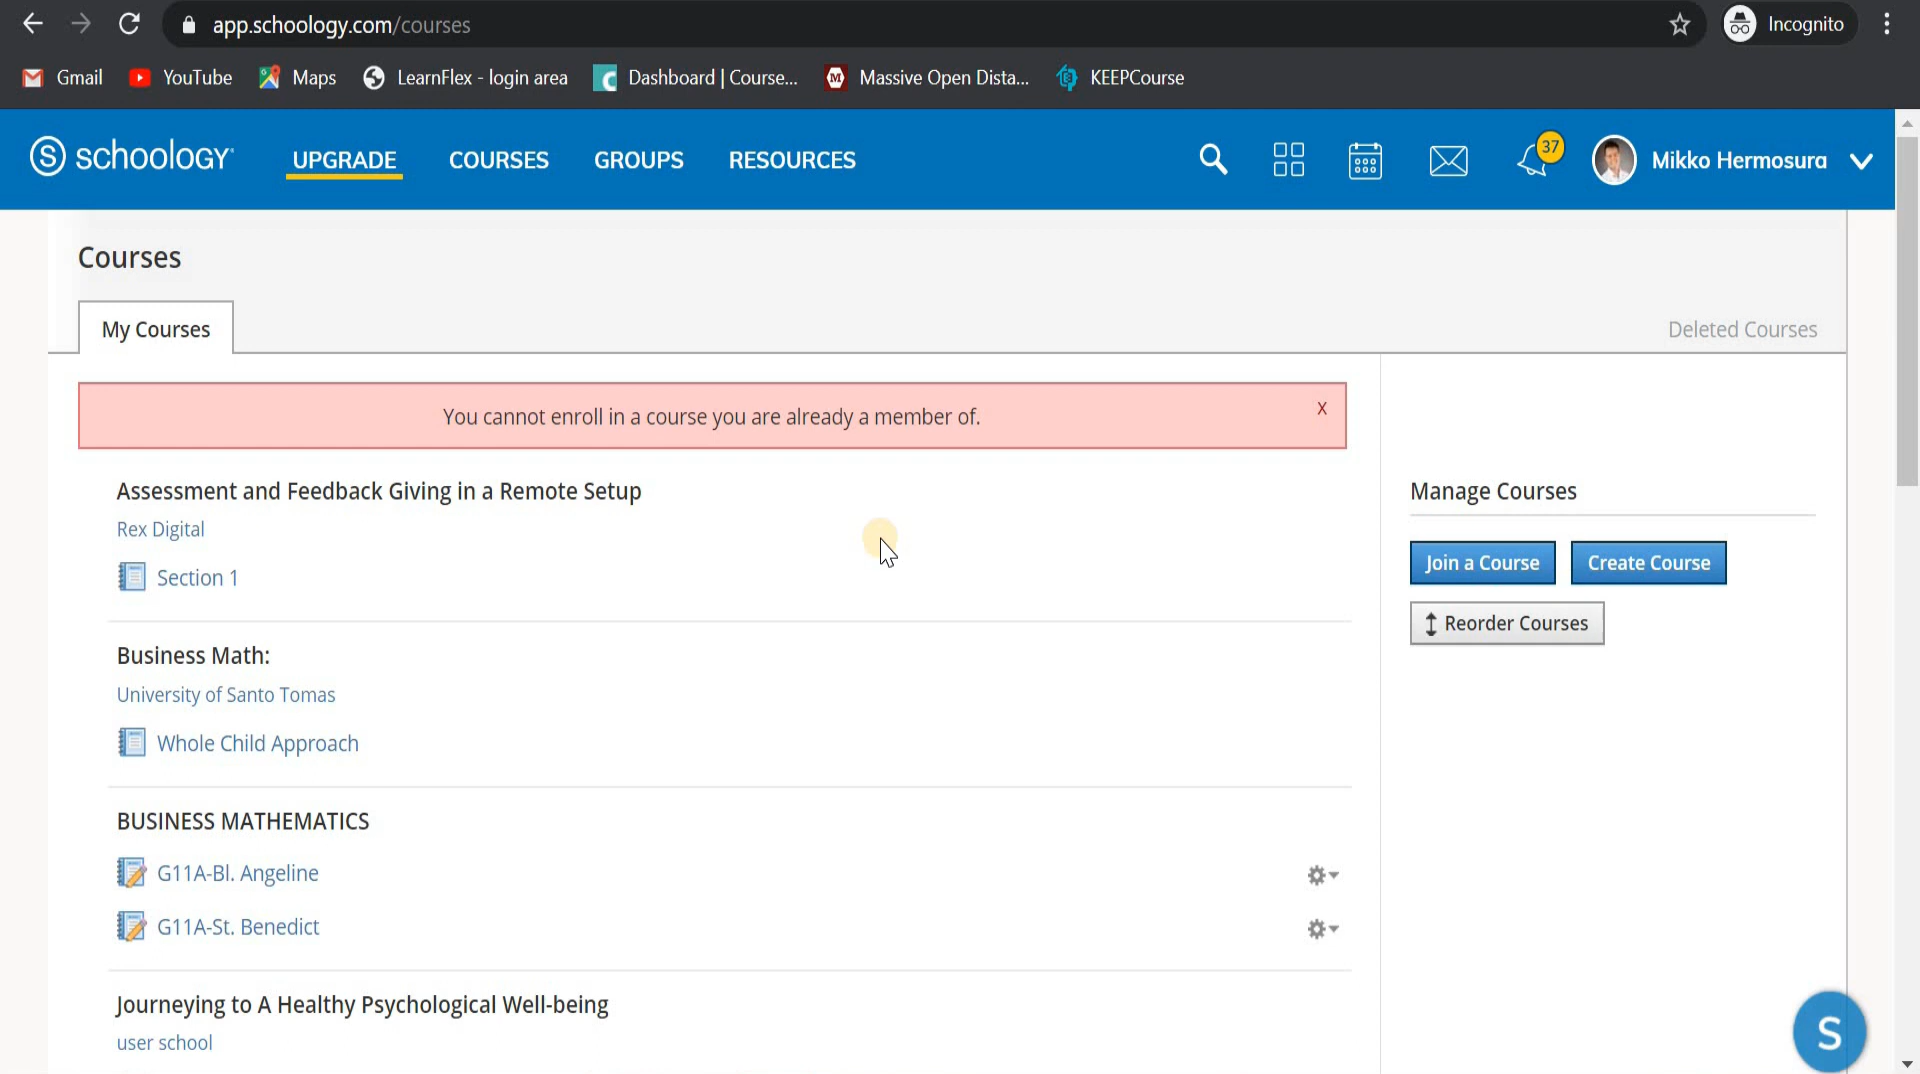 app.schoology.com/courses
Incognito
Gmail
YouTube
Maps
LearnFlex - login area
Dashboard | Course...
Massive Open Dista...
KEEPCourse
S schoology
UPGRADE
COURSES
GROUPS
RESOURCES
37
Mikko Hermosura
Courses
My Courses
Deleted Courses
You cannot enroll in a course you are already a member of.
X
Assessment and Feedback Giving in a Remote Setup
Rex Digital
Section 1
Business Math:
University of Santo Tomas
Whole Child Approach
BUSINESS MATHEMATICS
G11A-Bl. Angeline
G11A-St. Benedict
Journeying to A Healthy Psychological Well-being
user school
Manage Courses
Join a Course
Create Course
Reorder Courses
S